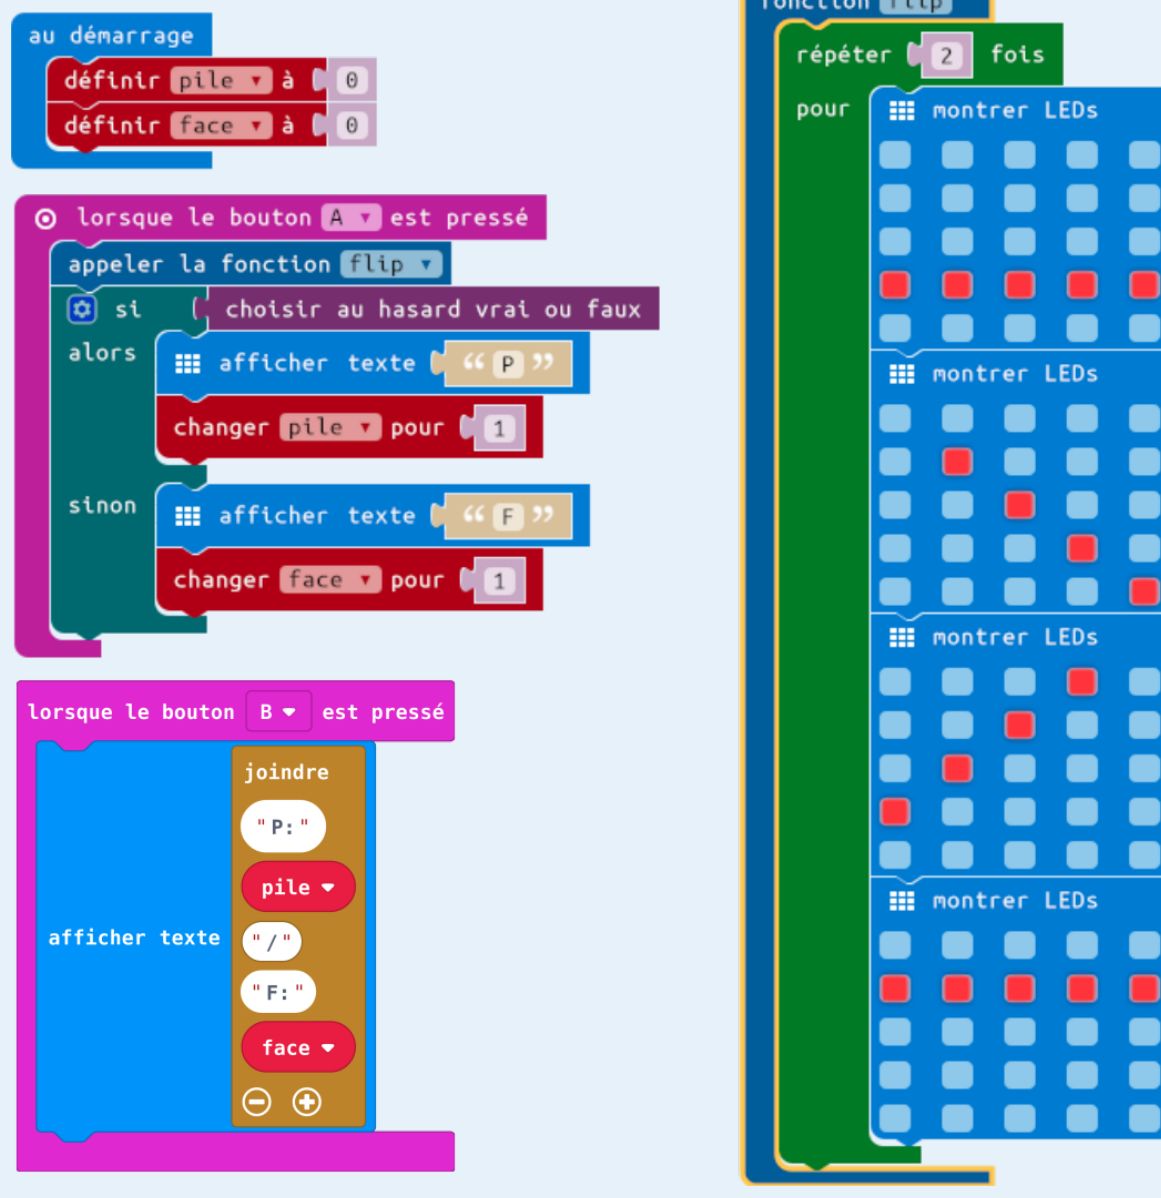 au démarrage
définir pile à 0
définir face à 0
lorsque le bouton A est pressé
appeler la fonction flip
si choisir au hasard vrai ou faux
alors
afficher texte “ P ”
changer pile pour 1
sinon
afficher texte “ F ”
changer face pour 1
lorsque le bouton B est pressé
afficher texte
joindre
"P:"
pile
"/"
"F:"
face
fonction flip
répéter 2 fois
pour
montrer LEDs
montrer LEDs
montrer LEDs
montrer LEDs